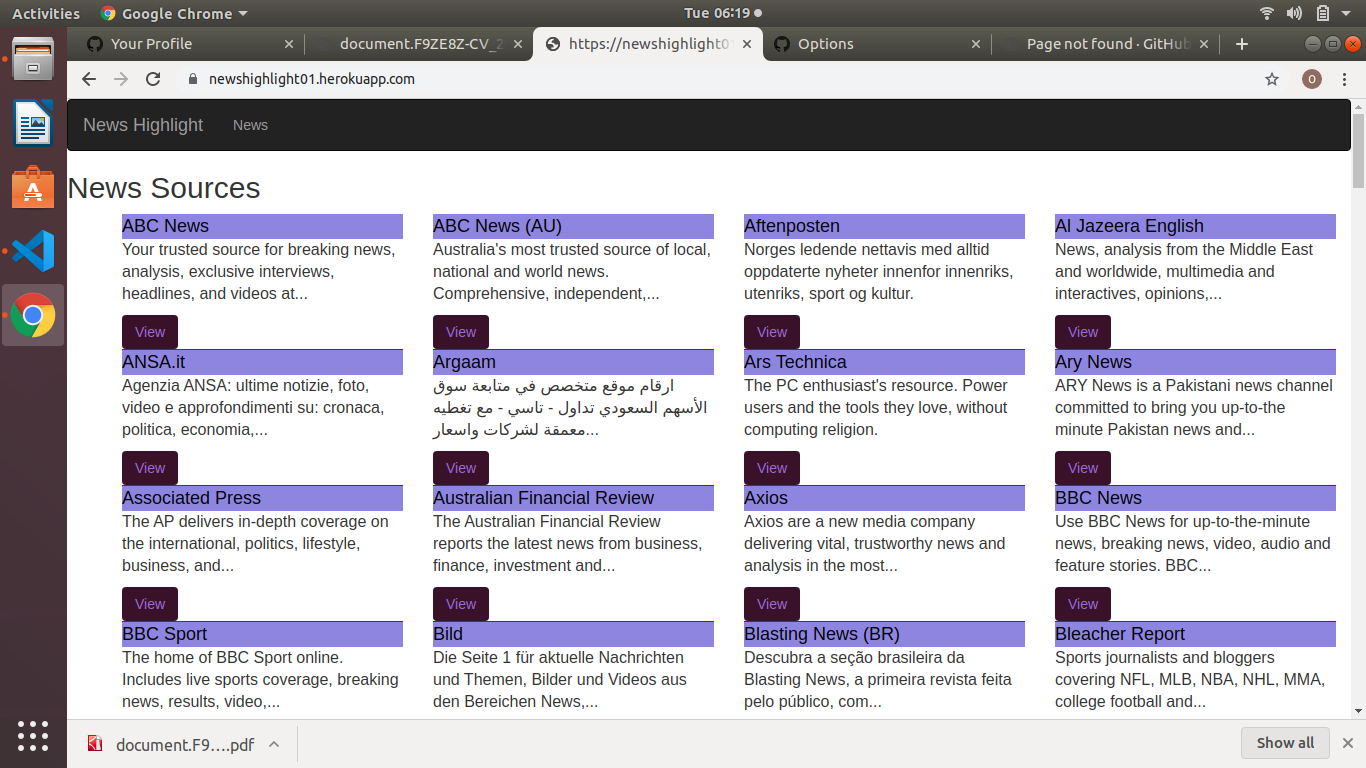 Activities
Google Chrome
Tue 06:19
Your Profile
document.F9ZE8Z-CV_2
https://newshighlight01
Options
Page not found · GitHub
newshighlight01.herokuapp.com
O
News Highlight
News
News Sources
ABC News
Your trusted source for breaking news,
analysis, exclusive interviews,
headlines, and videos at...
View
ABC News (AU)
Australia's most trusted source of local,
national and world news.
Comprehensive, independent,...
View
Aftenposten
Norges ledende nettavis med alltid
oppdaterte nyheter innenfor innenriks,
utenriks, sport og kultur.
View
Al Jazeera English
News, analysis from the Middle East
and worldwide, multimedia and
interactives, opinions,...
View
ANSA.it
Agenzia ANSA: ultime notizie, foto,
video e approfondimenti su: cronaca,
politica, economia,...
View
Argaam
ارقام موقع متخصص في متابعة سوق
الأسهم السعودي تداول - تاسي - مع تغطيه
معمقة لشركات واسعار...
View
Ars Technica
The PC enthusiast's resource. Power
users and the tools they love, without
computing religion.
View
Ary News
ARY News is a Pakistani news channel
committed to bring you up-to-the
minute Pakistan news and...
View
Associated Press
The AP delivers in-depth coverage on
the international, politics, lifestyle,
business, and...
View
Australian Financial Review
The Australian Financial Review
reports the latest news from business,
finance, investment and...
View
Axios
Axios are a new media company
delivering vital, trustworthy news and
analysis in the most...
View
BBC News
Use BBC News for up-to-the-minute
news, breaking news, video, audio and
feature stories. BBC...
View
BBC Sport
The home of BBC Sport online.
Includes live sports coverage, breaking
news, results, video,...
Bild
Die Seite 1 für aktuelle Nachrichten
und Themen, Bilder und Videos aus
den Bereichen News,...
Blasting News (BR)
Descubra a seção brasileira da
Blasting News, a primeira revista feita
pelo público, com...
Bleacher Report
Sports journalists and bloggers
covering NFL, MLB, NBA, NHL, MMA,
college football and...
document.F9....pdf
Show all